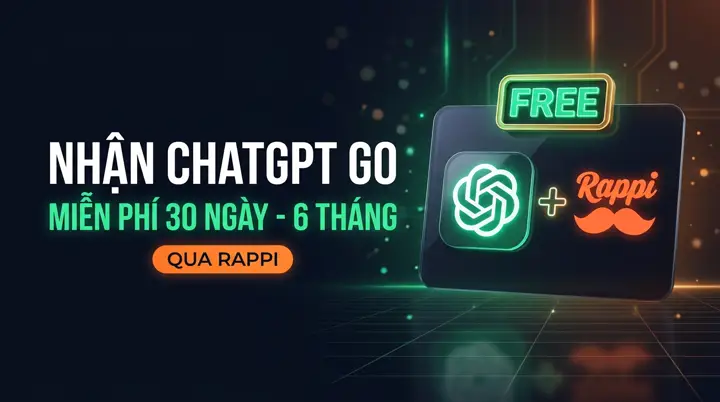 NHẬN CHATGPT GO
MIỄN PHÍ 30 NGÀY - 6 THÁNG
QUA RAPPI
FREE
+
Rappi